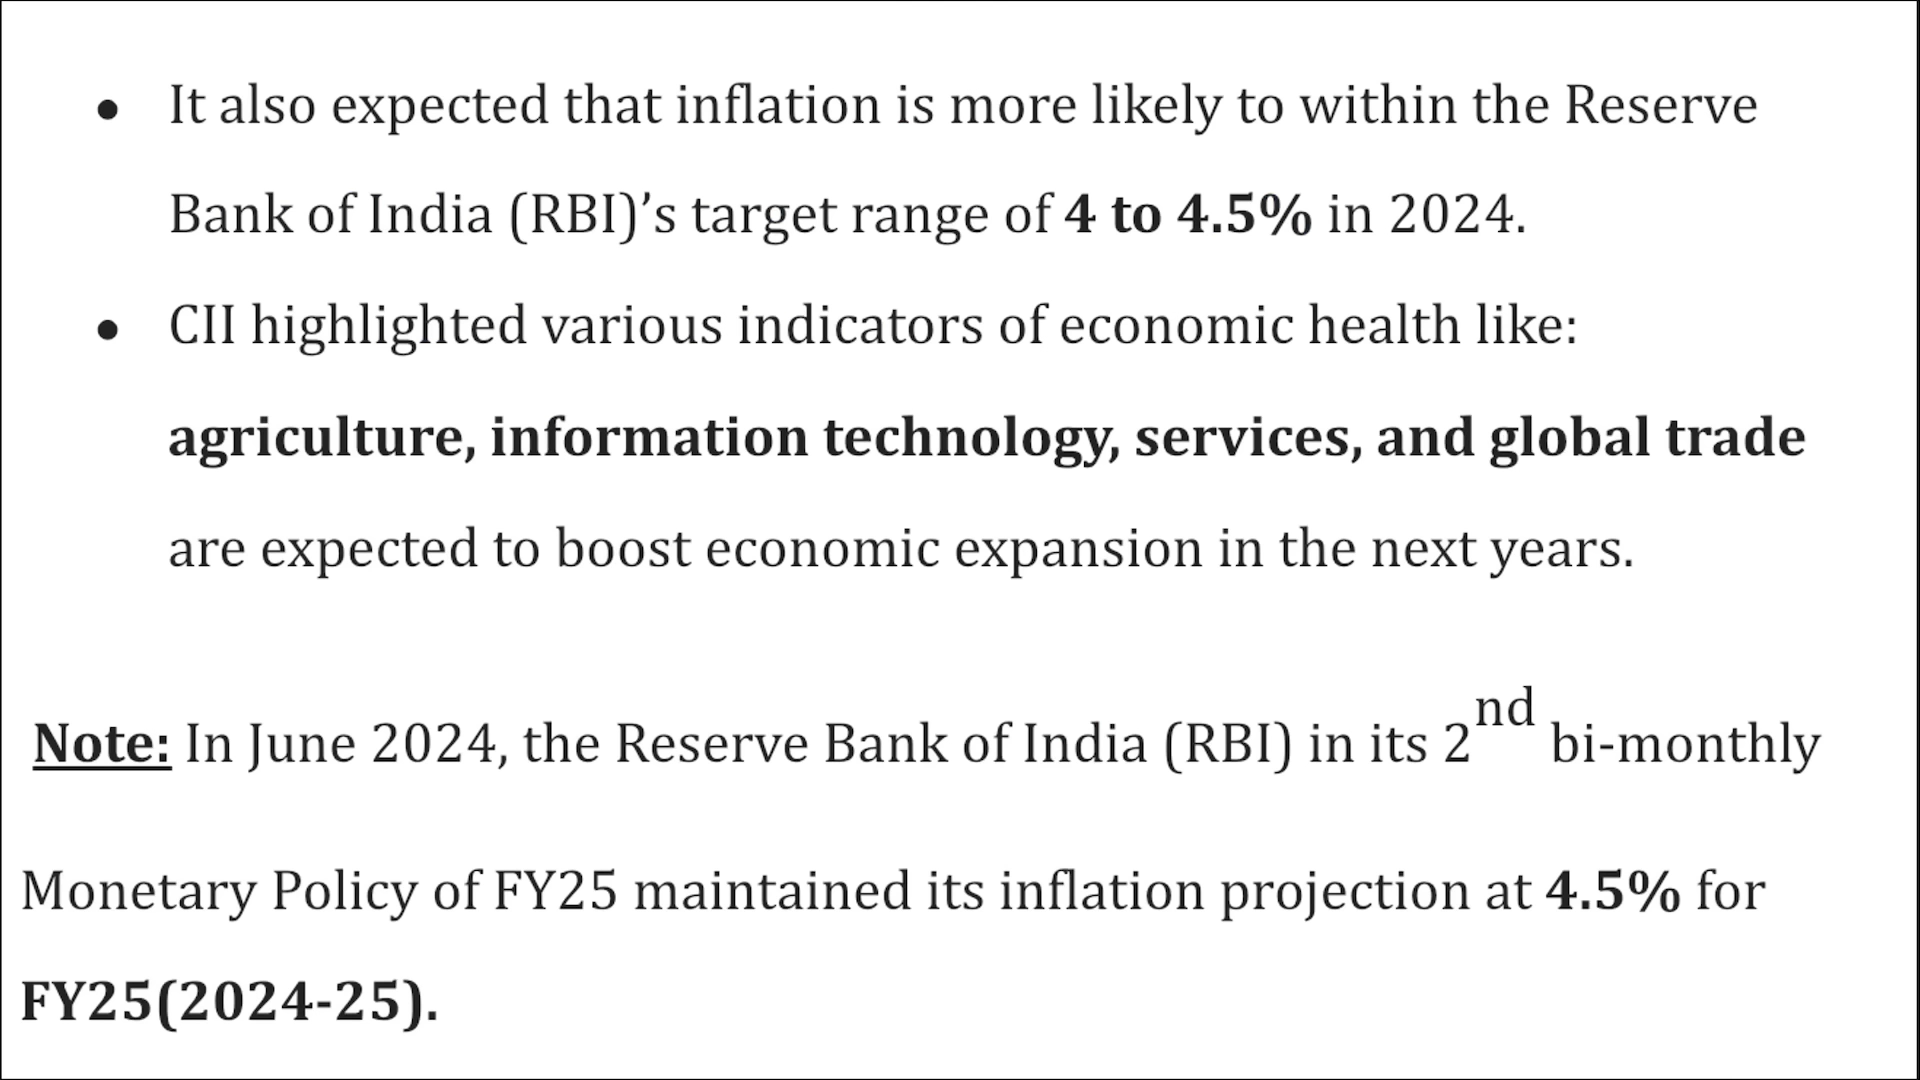 • It also expected that inflation is more likely to within the Reserve
Bank of India (RBI)’s target range of 4 to 4.5% in 2024.
• CII highlighted various indicators of economic health like:
agriculture, information technology, services, and global trade
are expected to boost economic expansion in the next years.
Note: In June 2024, the Reserve Bank of India (RBI) in its 2nd bi-monthly
Monetary Policy of FY25 maintained its inflation projection at 4.5% for
FY25(2024-25).